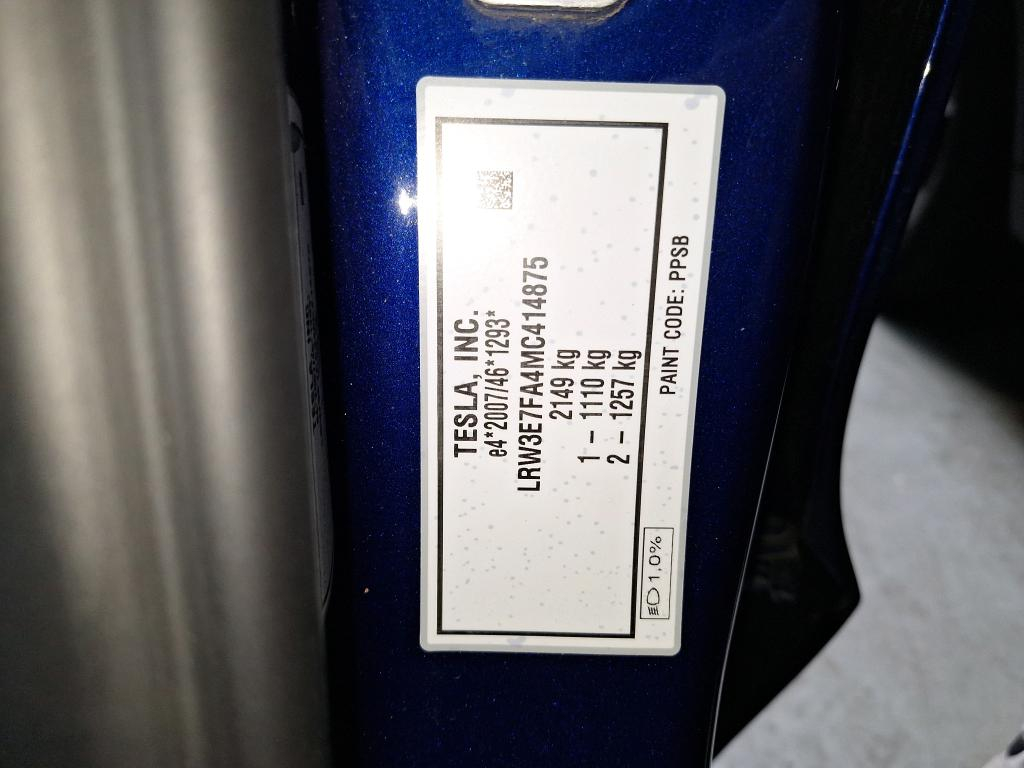 TESLA, INC.
e4*2007/46*1293*
LRW3E7FA4MC414875
2149 kg
1 – 1110 kg
2 – 1257 kg
1,0%
PAINT CODE: PPSB